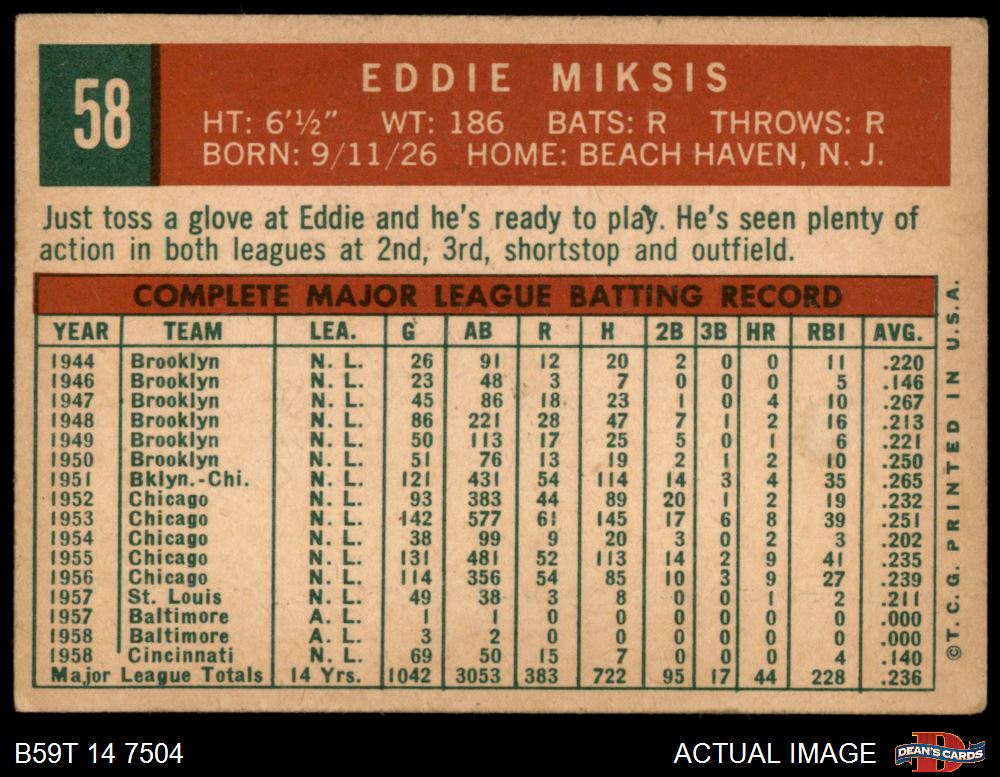 58
EDDIE MIKSIS
HT: 6'½" WT: 186 BATS: R THROWS: R
BORN: 9/11/26 HOME: BEACH HAVEN, N. J.
Just toss a glove at Eddie and he's ready to play. He's seen plenty of
action in both leagues at 2nd, 3rd, shortstop and outfield.
COMPLETE MAJOR LEAGUE BATTING RECORD
YEAR TEAM LEA. G AB R H 2B 3B HR RBI AVG.
1944 Brooklyn N. L. 26 91 12 20 2 0 0 11 .220
1946 Brooklyn N. L. 23 48 3 7 0 0 0 5 .146
1947 Brooklyn N. L. 45 86 18 23 1 0 4 10 .267
1948 Brooklyn N. L. 86 221 28 47 7 1 2 16 .213
1949 Brooklyn N. L. 50 113 17 25 5 0 1 6 .221
1950 Brooklyn N. L. 51 76 13 19 2 1 2 10 .250
1951 Bklyn.-Chi. N. L. 121 431 54 114 14 3 4 35 .265
1952 Chicago N. L. 93 383 44 89 20 1 2 19 .232
1953 Chicago N. L. 142 577 61 145 17 6 8 39 .251
1954 Chicago N. L. 38 99 9 20 3 0 2 3 .202
1955 Chicago N. L. 131 481 52 113 14 2 9 41 .235
1956 Chicago N. L. 114 356 54 85 10 3 9 27 .239
1957 St. Louis N. L. 49 38 3 8 0 0 1 2 .211
1957 Baltimore A. L. 1 1 0 0 0 0 0 0 .000
1958 Baltimore A. L. 3 2 0 0 0 0 0 0 .000
1958 Cincinnati N. L. 69 50 15 7 0 0 0 4 .140
Major League Totals 14 Yrs. 1042 3053 383 722 95 17 44 228 .236
© T. C. G. PRINTED IN U.S.A.
B59T 14 7504 ACTUAL IMAGE
DEAN'S CARDS